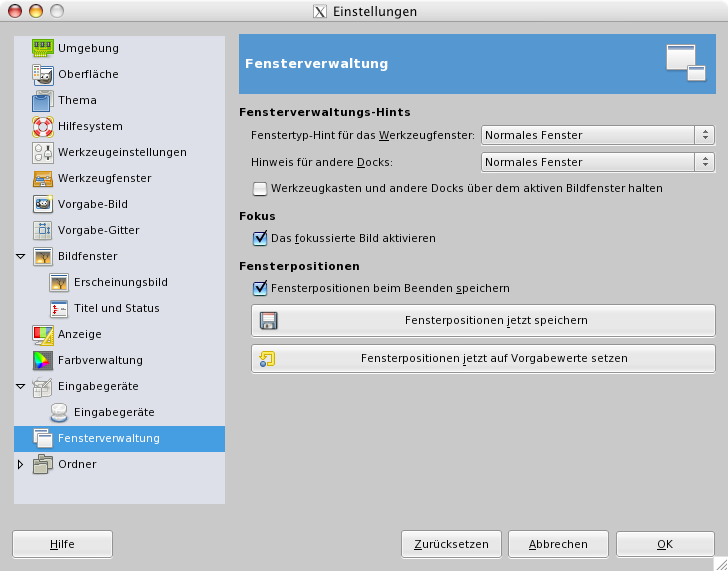 Einstellungen
Umgebung
Oberfläche
Thema
Hilfesystem
Werkzeugeinstellungen
Werkzeugfenster
Vorgabe-Bild
Vorgabe-Gitter
Bildfenster
Erscheinungsbild
Titel und Status
Anzeige
Farbverwaltung
Eingabegeräte
Eingabegeräte
Fensterverwaltung
Ordner
Fensterverwaltung
Fensterverwaltungs-Hints
Fenstertyp-Hint für das Werkzeugfenster: Normales Fenster
Hinweis für andere Docks: Normales Fenster
Werkzeugkasten und andere Docks über dem aktiven Bildfenster halten
Fokus
Das fokussierte Bild aktivieren
Fensterpositionen
Fensterpositionen beim Beenden speichern
Fensterpositionen jetzt speichern
Fensterpositionen jetzt auf Vorgabewerte setzen
Hilfe Zurücksetzen Abbrechen OK